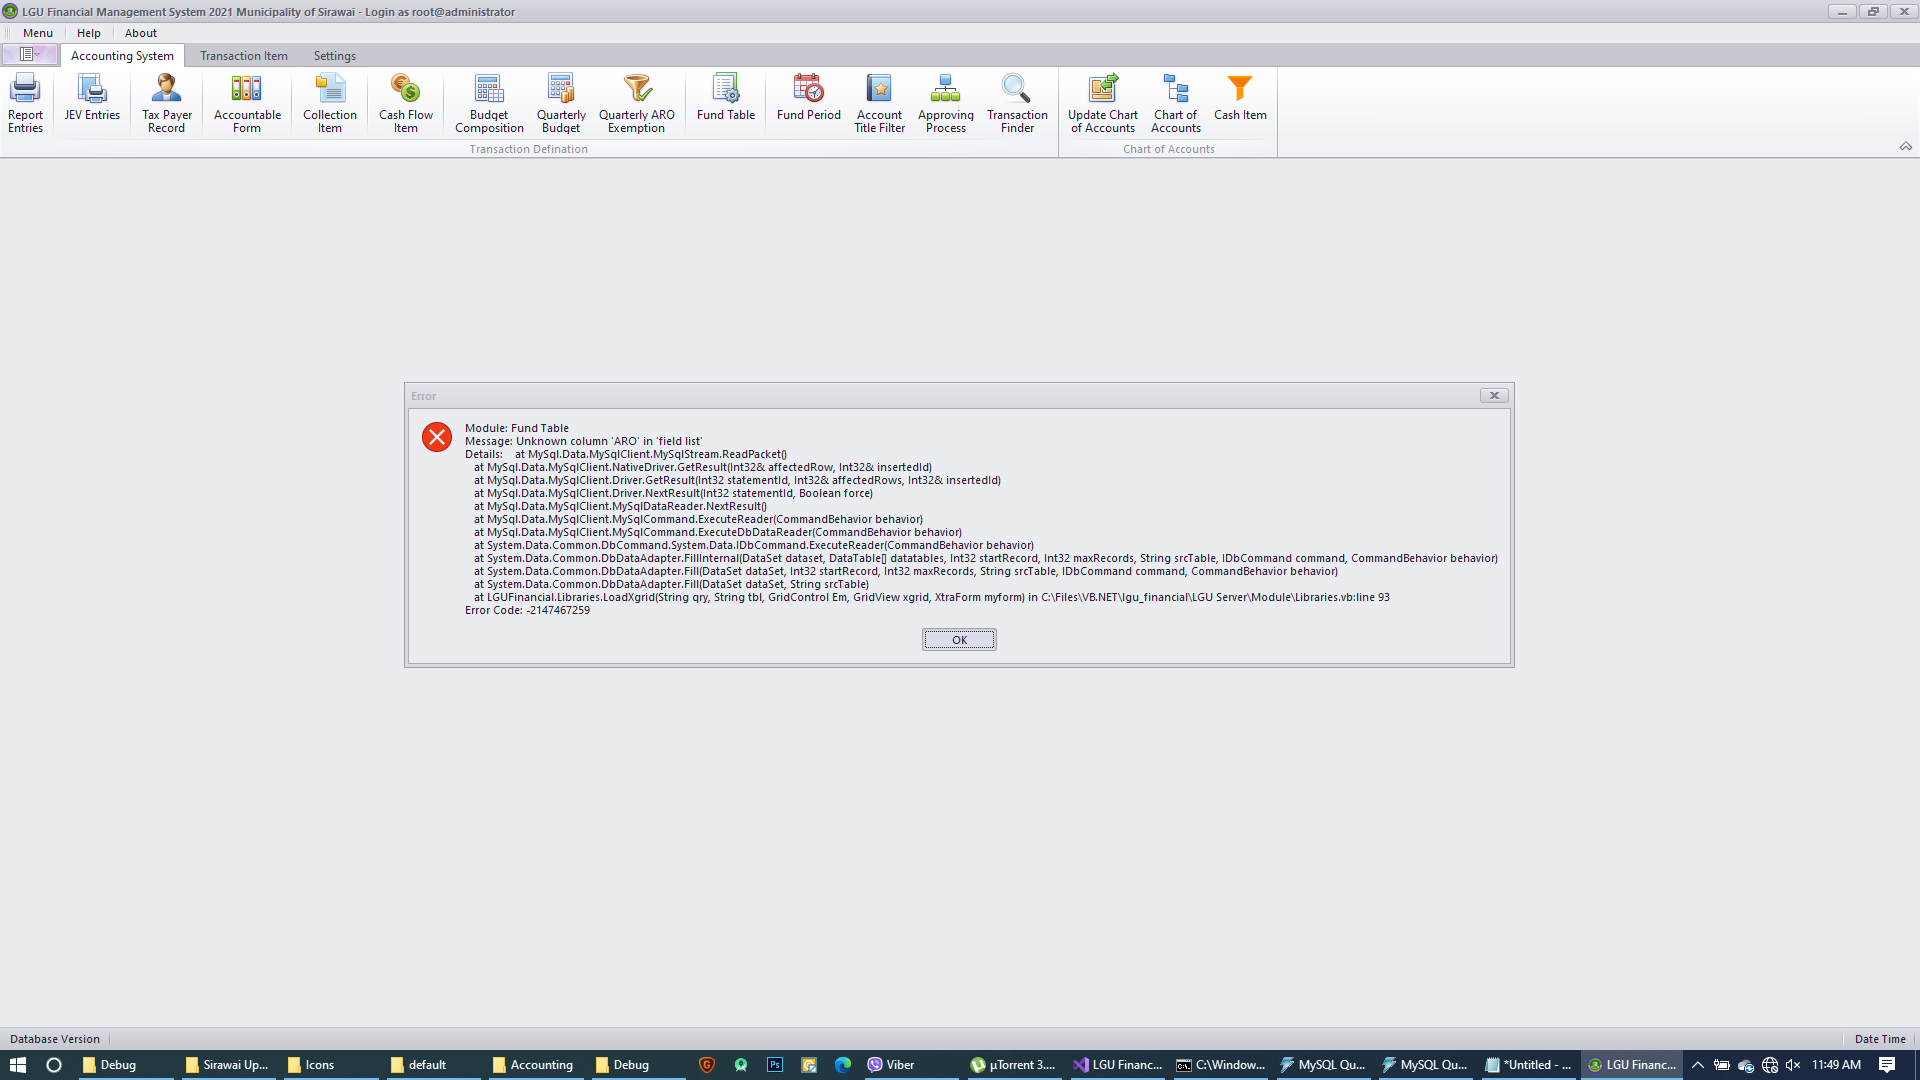 LGU Financial Management System 2021 Municipality of Sirawai - Login as root@administrator
Menu Help About
Accounting System Transaction Item Settings
Report Entries
JEV Entries
Tax Payer Record
Accountable Form
Collection Item
Cash Flow Item
Budget Composition
Quarterly Budget
Quarterly ARO Exemption
Fund Table
Fund Period
Account Title Filter
Approving Process
Transaction Finder
Update Chart of Accounts
Chart of Accounts
Cash Item
Transaction Defination
Chart of Accounts
Error
Module: Fund Table
Message: Unknown column 'ARO' in 'field list'
Details:    at MySql.Data.MySqlClient.MySqlStream.ReadPacket()
at MySql.Data.MySqlClient.NativeDriver.GetResult(Int32& affectedRow, Int32& insertedId)
at MySql.Data.MySqlClient.Driver.GetResult(Int32 statementId, Int32& affectedRows, Int32& insertedId)
at MySql.Data.MySqlClient.Driver.NextResult(Int32 statementId, Boolean force)
at MySql.Data.MySqlClient.MySqlDataReader.NextResult()
at MySql.Data.MySqlClient.MySqlCommand.ExecuteReader(CommandBehavior behavior)
at MySql.Data.MySqlClient.MySqlCommand.ExecuteDbDataReader(CommandBehavior behavior)
at System.Data.Common.DbCommand.System.Data.IDbCommand.ExecuteReader(CommandBehavior behavior)
at System.Data.Common.DbDataAdapter.FillInternal(DataSet dataset, DataTable[] datatables, Int32 startRecord, Int32 maxRecords, String srcTable, IDbCommand command, CommandBehavior behavior)
at System.Data.Common.DbDataAdapter.Fill(DataSet dataSet, Int32 startRecord, Int32 maxRecords, String srcTable, IDbCommand command, CommandBehavior behavior)
at System.Data.Common.DbDataAdapter.Fill(DataSet dataSet, String srcTable)
at LGUFinancial.Libraries.LoadXgrid(String qry, String tbl, GridControl Em, GridView xgrid, XtraForm myform) in C:\Files\VB.NET\lgu_financial\LGU Server\Module\Libraries.vb:line 93
Error Code: -2147467259
OK
Database Version
Date Time
Debug
Sirawai Up...
Icons
default
Accounting
Debug
Ps
Viber
µTorrent 3....
LGU Financ...
C:\Window...
MySQL Qu...
MySQL Qu...
*Untitled - ...
LGU Financ...
11:49 AM